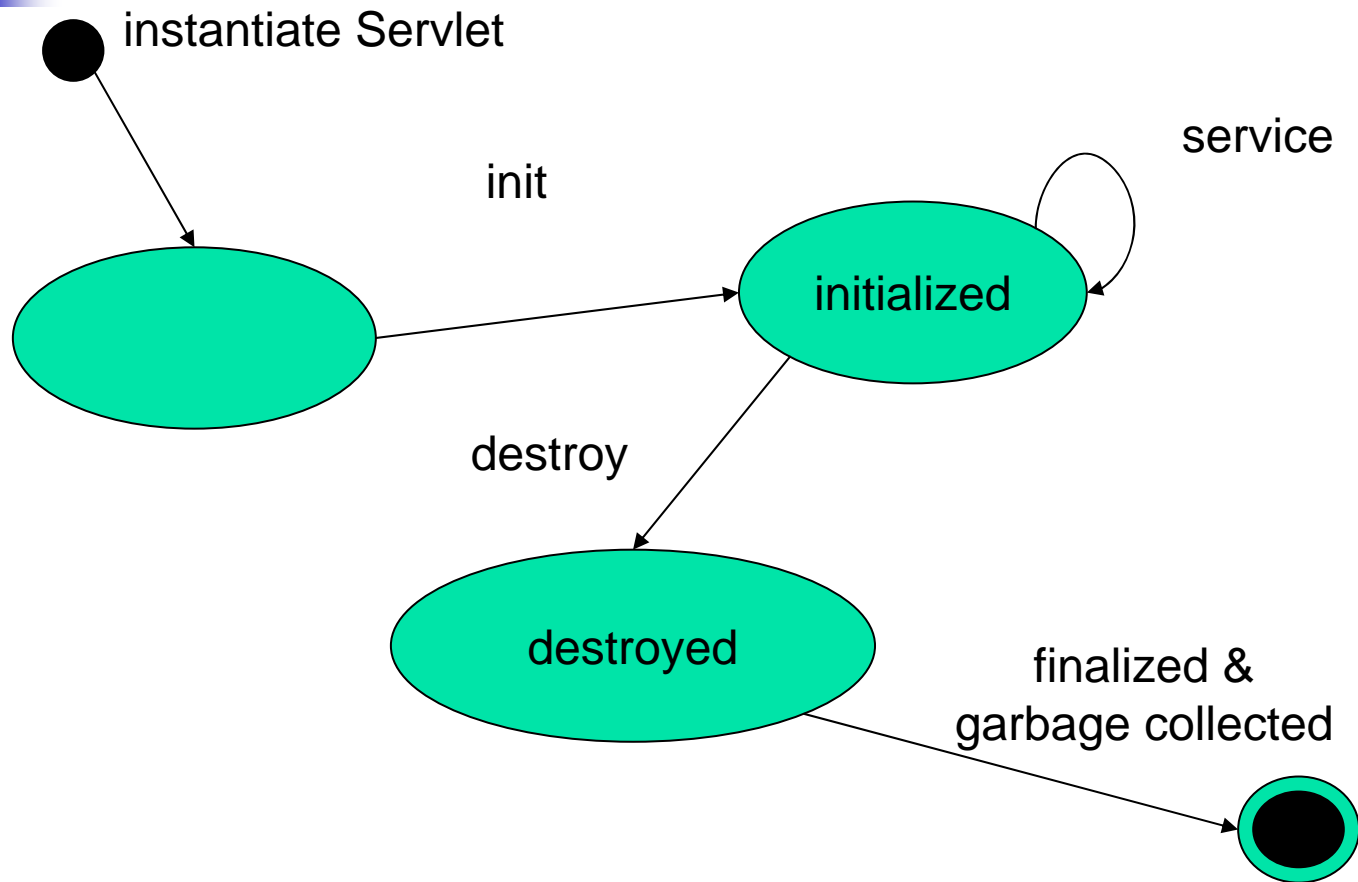 instantiate Servlet
service
init
initialized
destroy
destroyed
finalized &
garbage collected